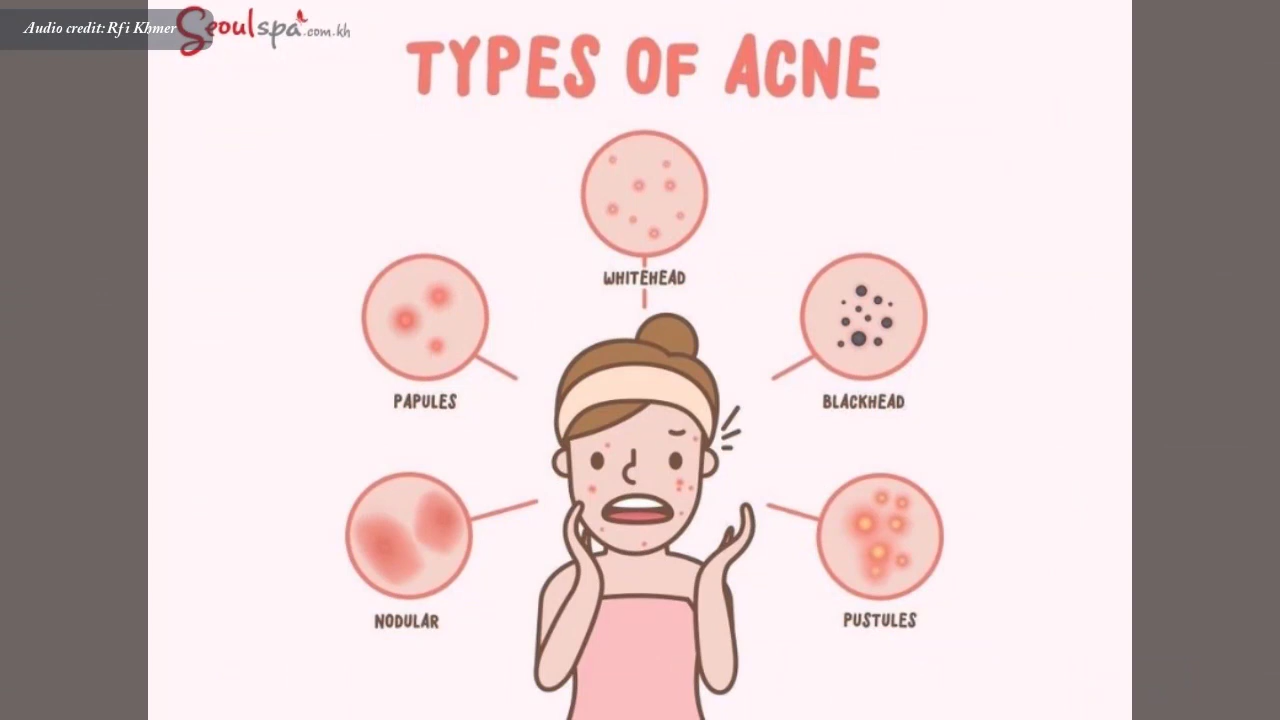 Audio credit: Rfi Khmer
Seoulspa.com.kh
TYPES OF ACNE
WHITEHEAD
PAPULES
BLACKHEAD
NODULAR
PUSTULES